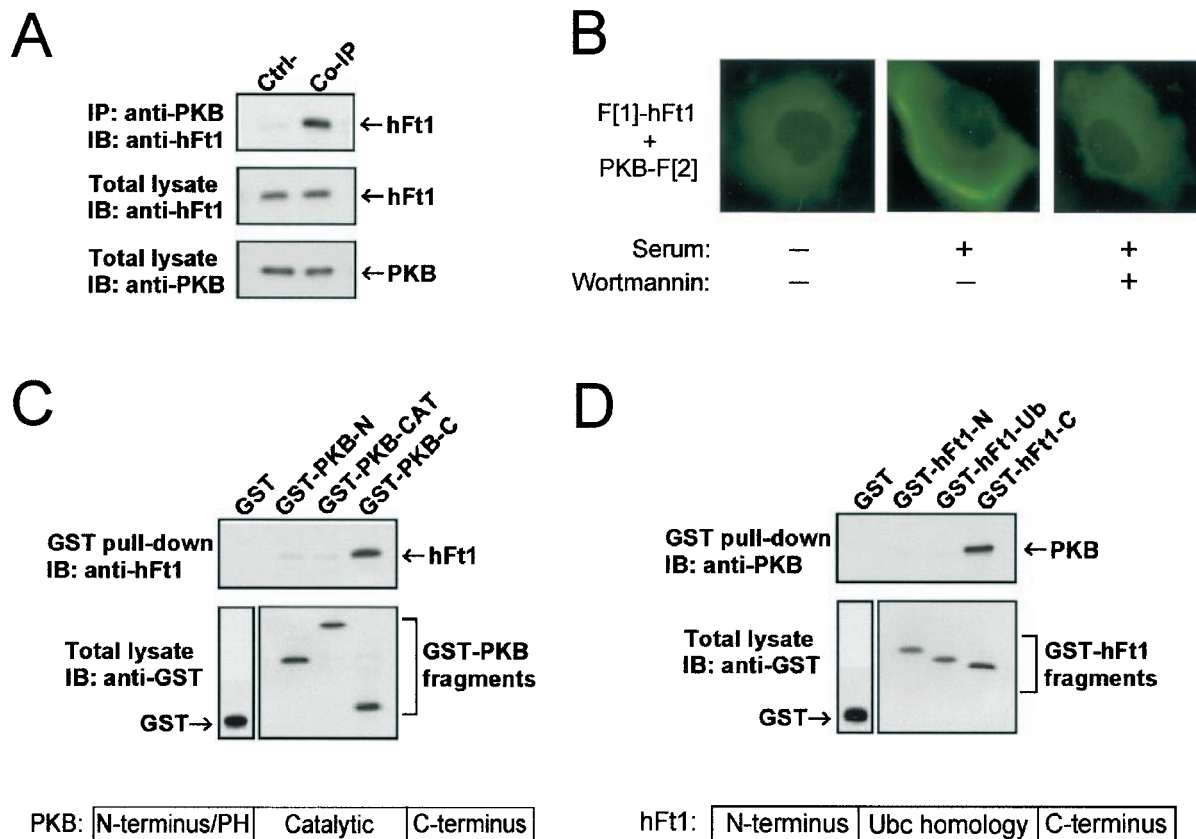 A
Ctrl-
Co-IP
IP: anti-PKB
IB: anti-hFt1
←hFt1
Total lysate
IB: anti-hFt1
←hFt1
Total lysate
IB: anti-PKB
←PKB
B
F[1]-hFt1
+
PKB-F[2]
Serum: – + +
Wortmannin: – – +
C
GST
GST-PKB-N
GST-PKB-CAT
GST-PKB-C
GST pull-down
IB: anti-hFt1
←hFt1
Total lysate
IB: anti-GST
GST→
GST-PKB
fragments
PKB: N-terminus/PH Catalytic C-terminus
D
GST
GST-hFt1-N
GST-hFt1-Ub
GST-hFt1-C
GST pull-down
IB: anti-PKB
←PKB
Total lysate
IB: anti-GST
GST→
GST-hFt1
fragments
hFt1: N-terminus Ubc homology C-terminus